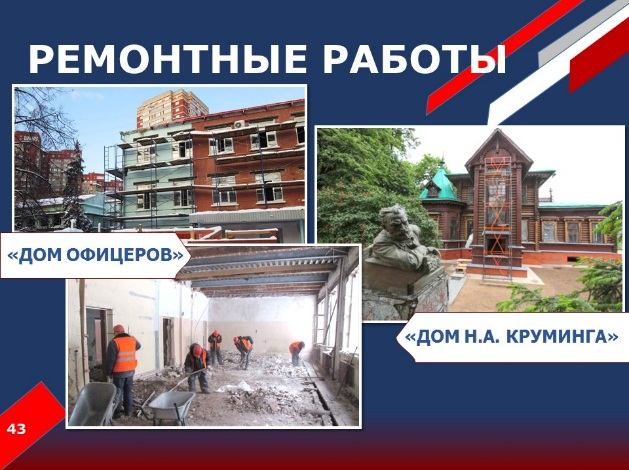 РЕМОНТНЫЕ РАБОТЫ
«ДОМ ОФИЦЕРОВ»
«ДОМ Н.А. КРУМИНГА»
43